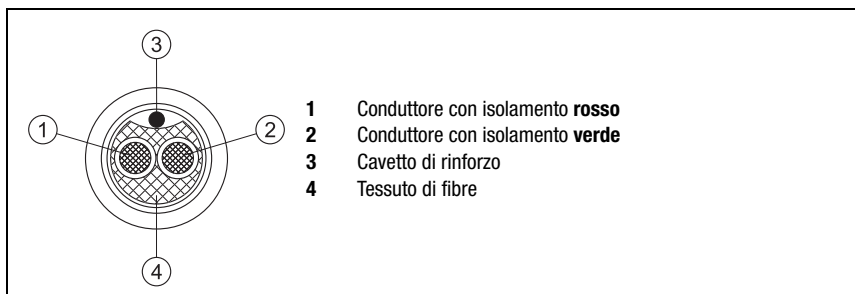 3
1
2
4
1 Conduttore con isolamento rosso
2 Conduttore con isolamento verde
3 Cavetto di rinforzo
4 Tessuto di fibre